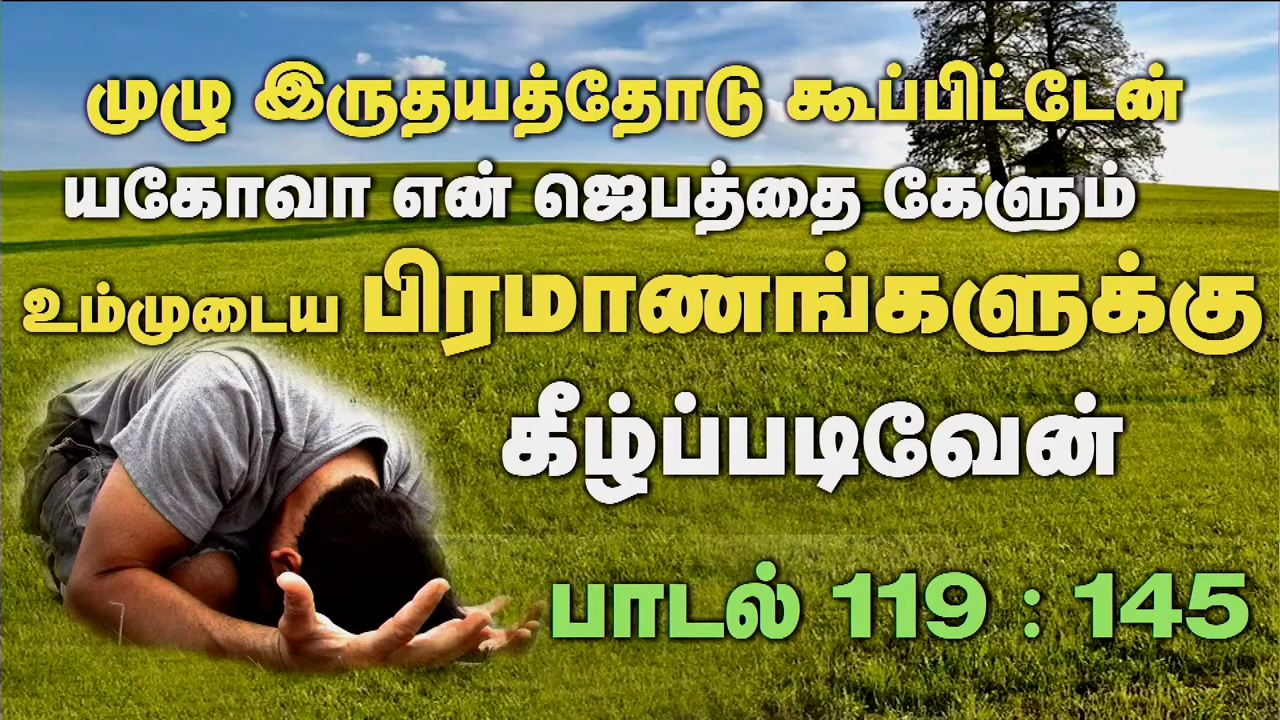 முழு இருதயத்தோடு கூப்பிட்டேன்
யகோவா என் ஜெபத்தை கேளும்
உம்முடைய பிரமாணங்களுக்கு
கீழ்ப்படிவேன்
பாடல் 119 : 145